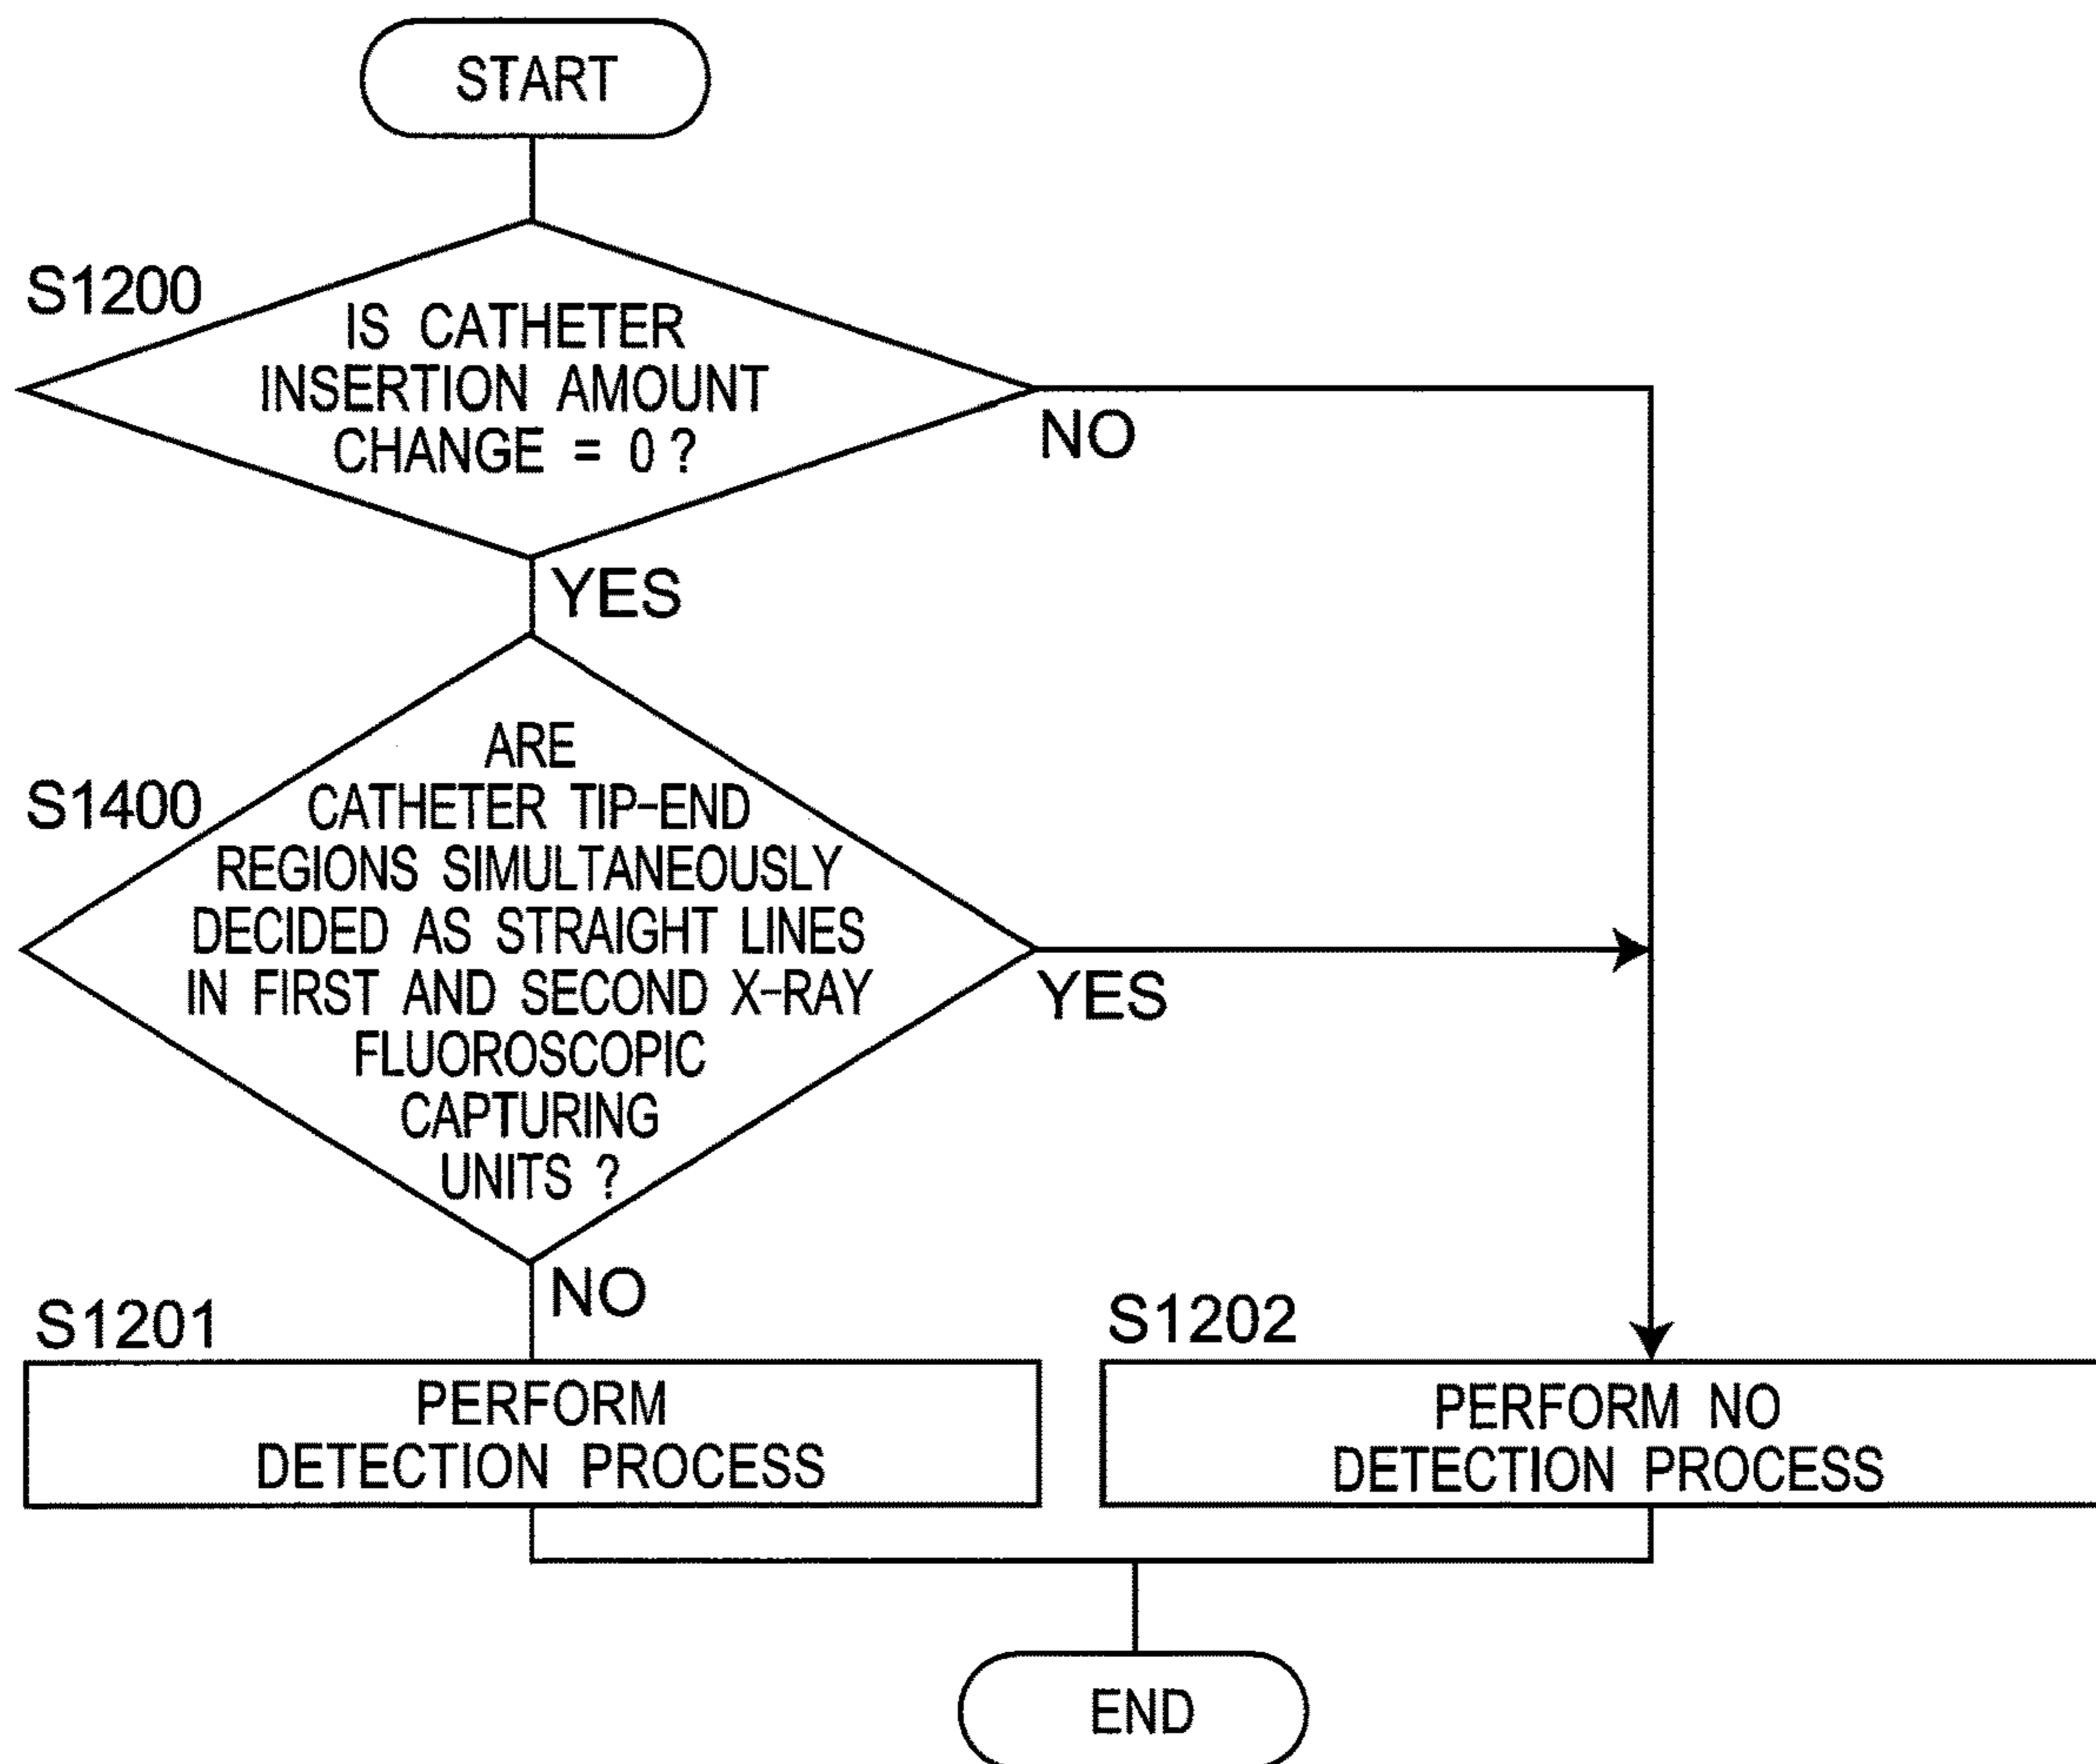 START
S1200
IS CATHETER
INSERTION AMOUNT
CHANGE = 0 ?
NO
YES
S1400
ARE
CATHETER TIP-END
REGIONS SIMULTANEOUSLY
DECIDED AS STRAIGHT LINES
IN FIRST AND SECOND X-RAY
FLUOROSCOPIC
CAPTURING
UNITS ?
YES
NO
S1201
PERFORM
DETECTION PROCESS
S1202
PERFORM NO
DETECTION PROCESS
END